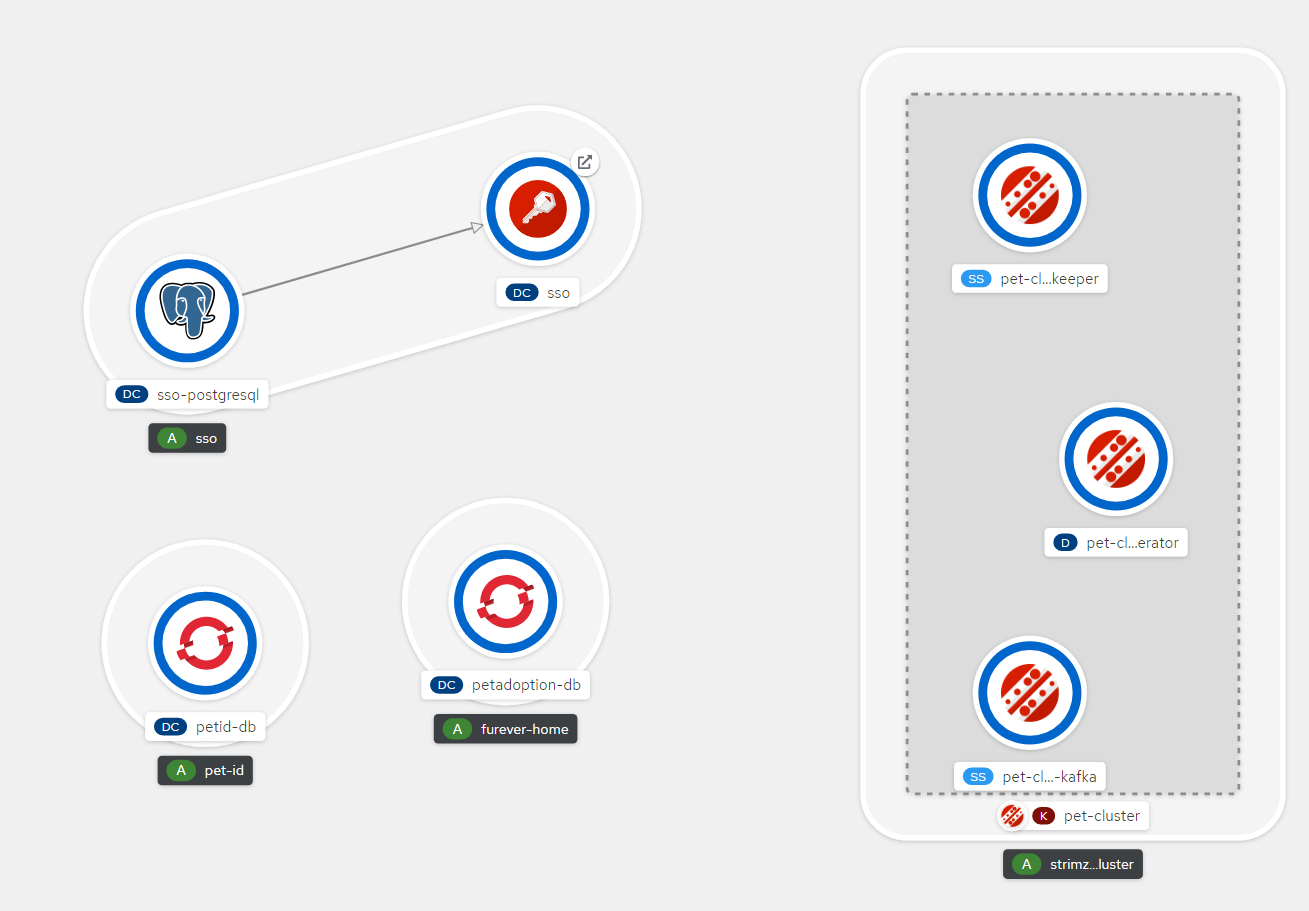 DC sso
DC sso-postgresql
A sso
DC petid-db
A pet-id
DC petadoption-db
A furever-home
SS pet-cl...keeper
D pet-cl...erator
SS pet-cl...-kafka
K pet-cluster
A strimz...luster